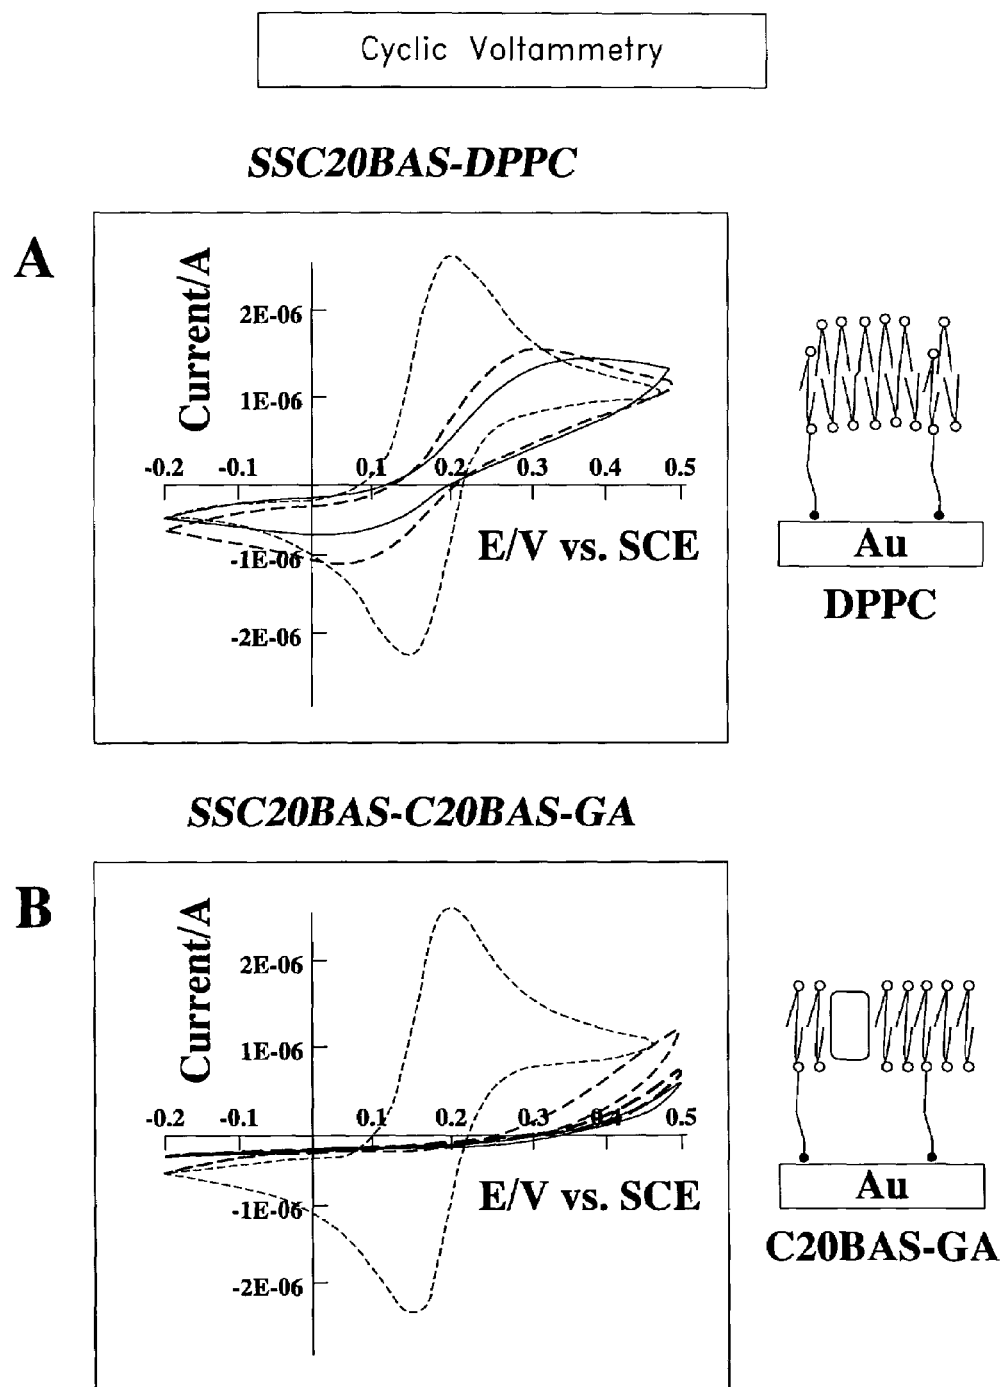 Cyclic Voltammetry
SSC20BAS-DPPC
A
Current/A
2E-06
1E-06
-0.2 -0.1 0.1 0.2 0.3 0.4 0.5
E/V vs. SCE
-1E-06
-2E-06
Au
DPPC
SSC20BAS-C20BAS-GA
B
Current/A
2E-06
1E-06
-0.2 -0.1 0.1 0.2 0.3 0.4 0.5
E/V vs. SCE
-1E-06
-2E-06
Au
C20BAS-GA